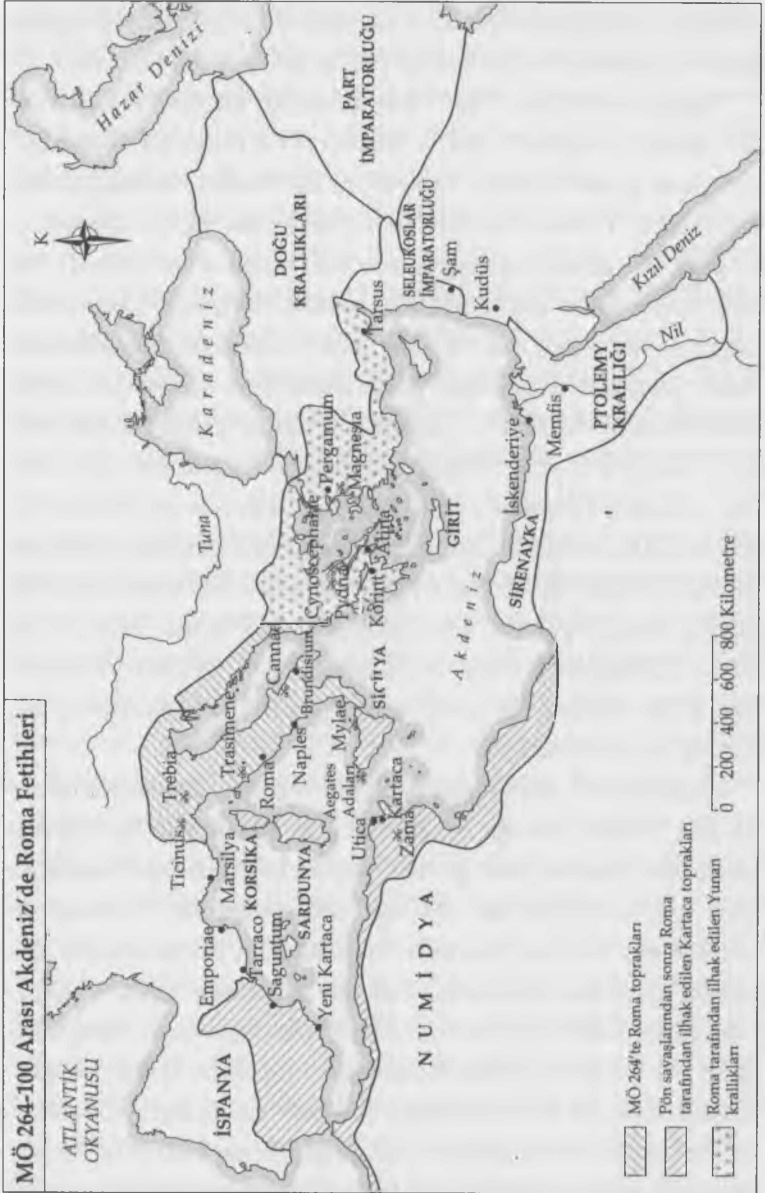 MÖ 264-100 Arası Akdeniz'de Roma Fetihleri
ATLANTİK
OKYANUSU
Hazar Denizi
K
Karadeniz
Tuna
PART
İMPARATORLUĞU
DOĞU
KRALLIKLARI
SELEUKOSLAR
İMPARATORLUĞU
Tarsus
Şam
Kudüs
Kızıl Deniz
Nil
PTOLEMY
KRALLIĞI
Memfis
İskenderiye
SİRENAYKA
Akdeniz
GİRİT
Pergamum
Magnesia
Cynoscephalae
Pydna
Atina
Korint
Cannae
Brundisium
Trasimene
Trebia
Ticinus
Roma
Naples
Mylae
SİCİLYA
Aegates
Adaları
Marsilya
KORSİKA
SARDUNYA
Utica
Kartaca
Zama
Emporiae
Tarraco
Saguntum
Yeni Kartaca
İSPANYA
NUMİDYA
0 200 400 600 800 Kilometre
MÖ 264'te Roma toprakları
Pön savaşlarından sonra Roma
tarafından ilhak edilen Kartaca toprakları
Roma tarafından ilhak edilen Yunan
krallıkları